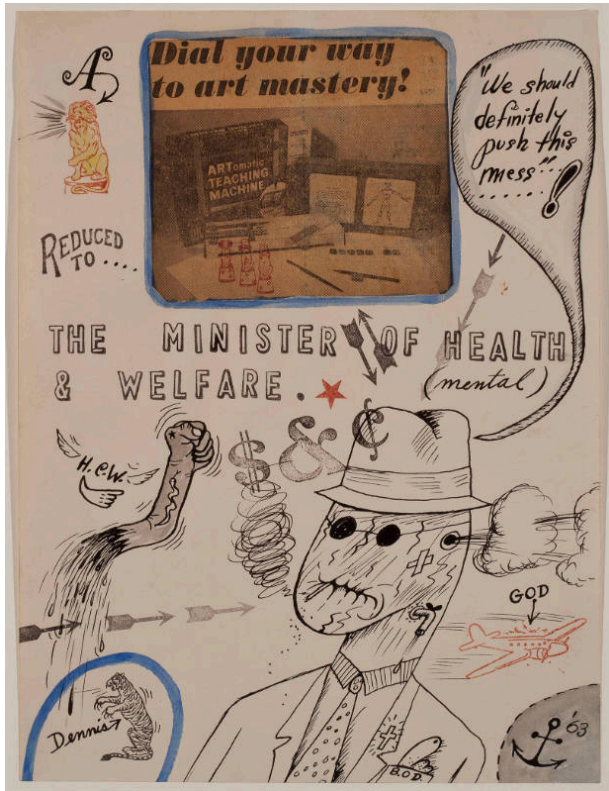 A
Dial your way
to art mastery!
ARTomatic
TEACHING
MACHINE
"We should
definitely
push this
mess"......!
REDUCED
TO ....
THE MINISTER OF HEALTH
& WELFARE.
(mental)
$ & ¢
H.C.W.
GOD
Dennis
B.O.D.
'63